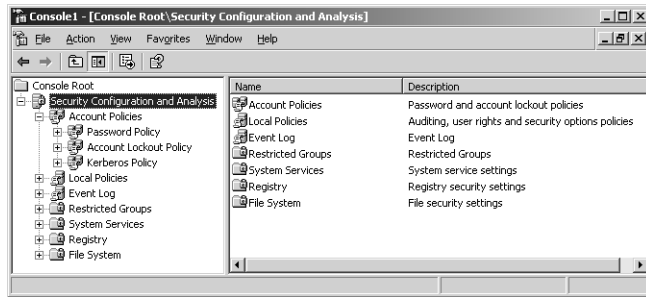 Console1 - [Console Root\Security Configuration and Analysis]
File Action View Favorites Window Help
Console Root
Security Configuration and Analysis
Account Policies
Password Policy
Account Lockout Policy
Kerberos Policy
Local Policies
Event Log
Restricted Groups
System Services
Registry
File System
Name Description
Account Policies Password and account lockout policies
Local Policies Auditing, user rights and security options policies
Event Log Event Log
Restricted Groups Restricted Groups
System Services System service settings
Registry Registry security settings
File System File security settings